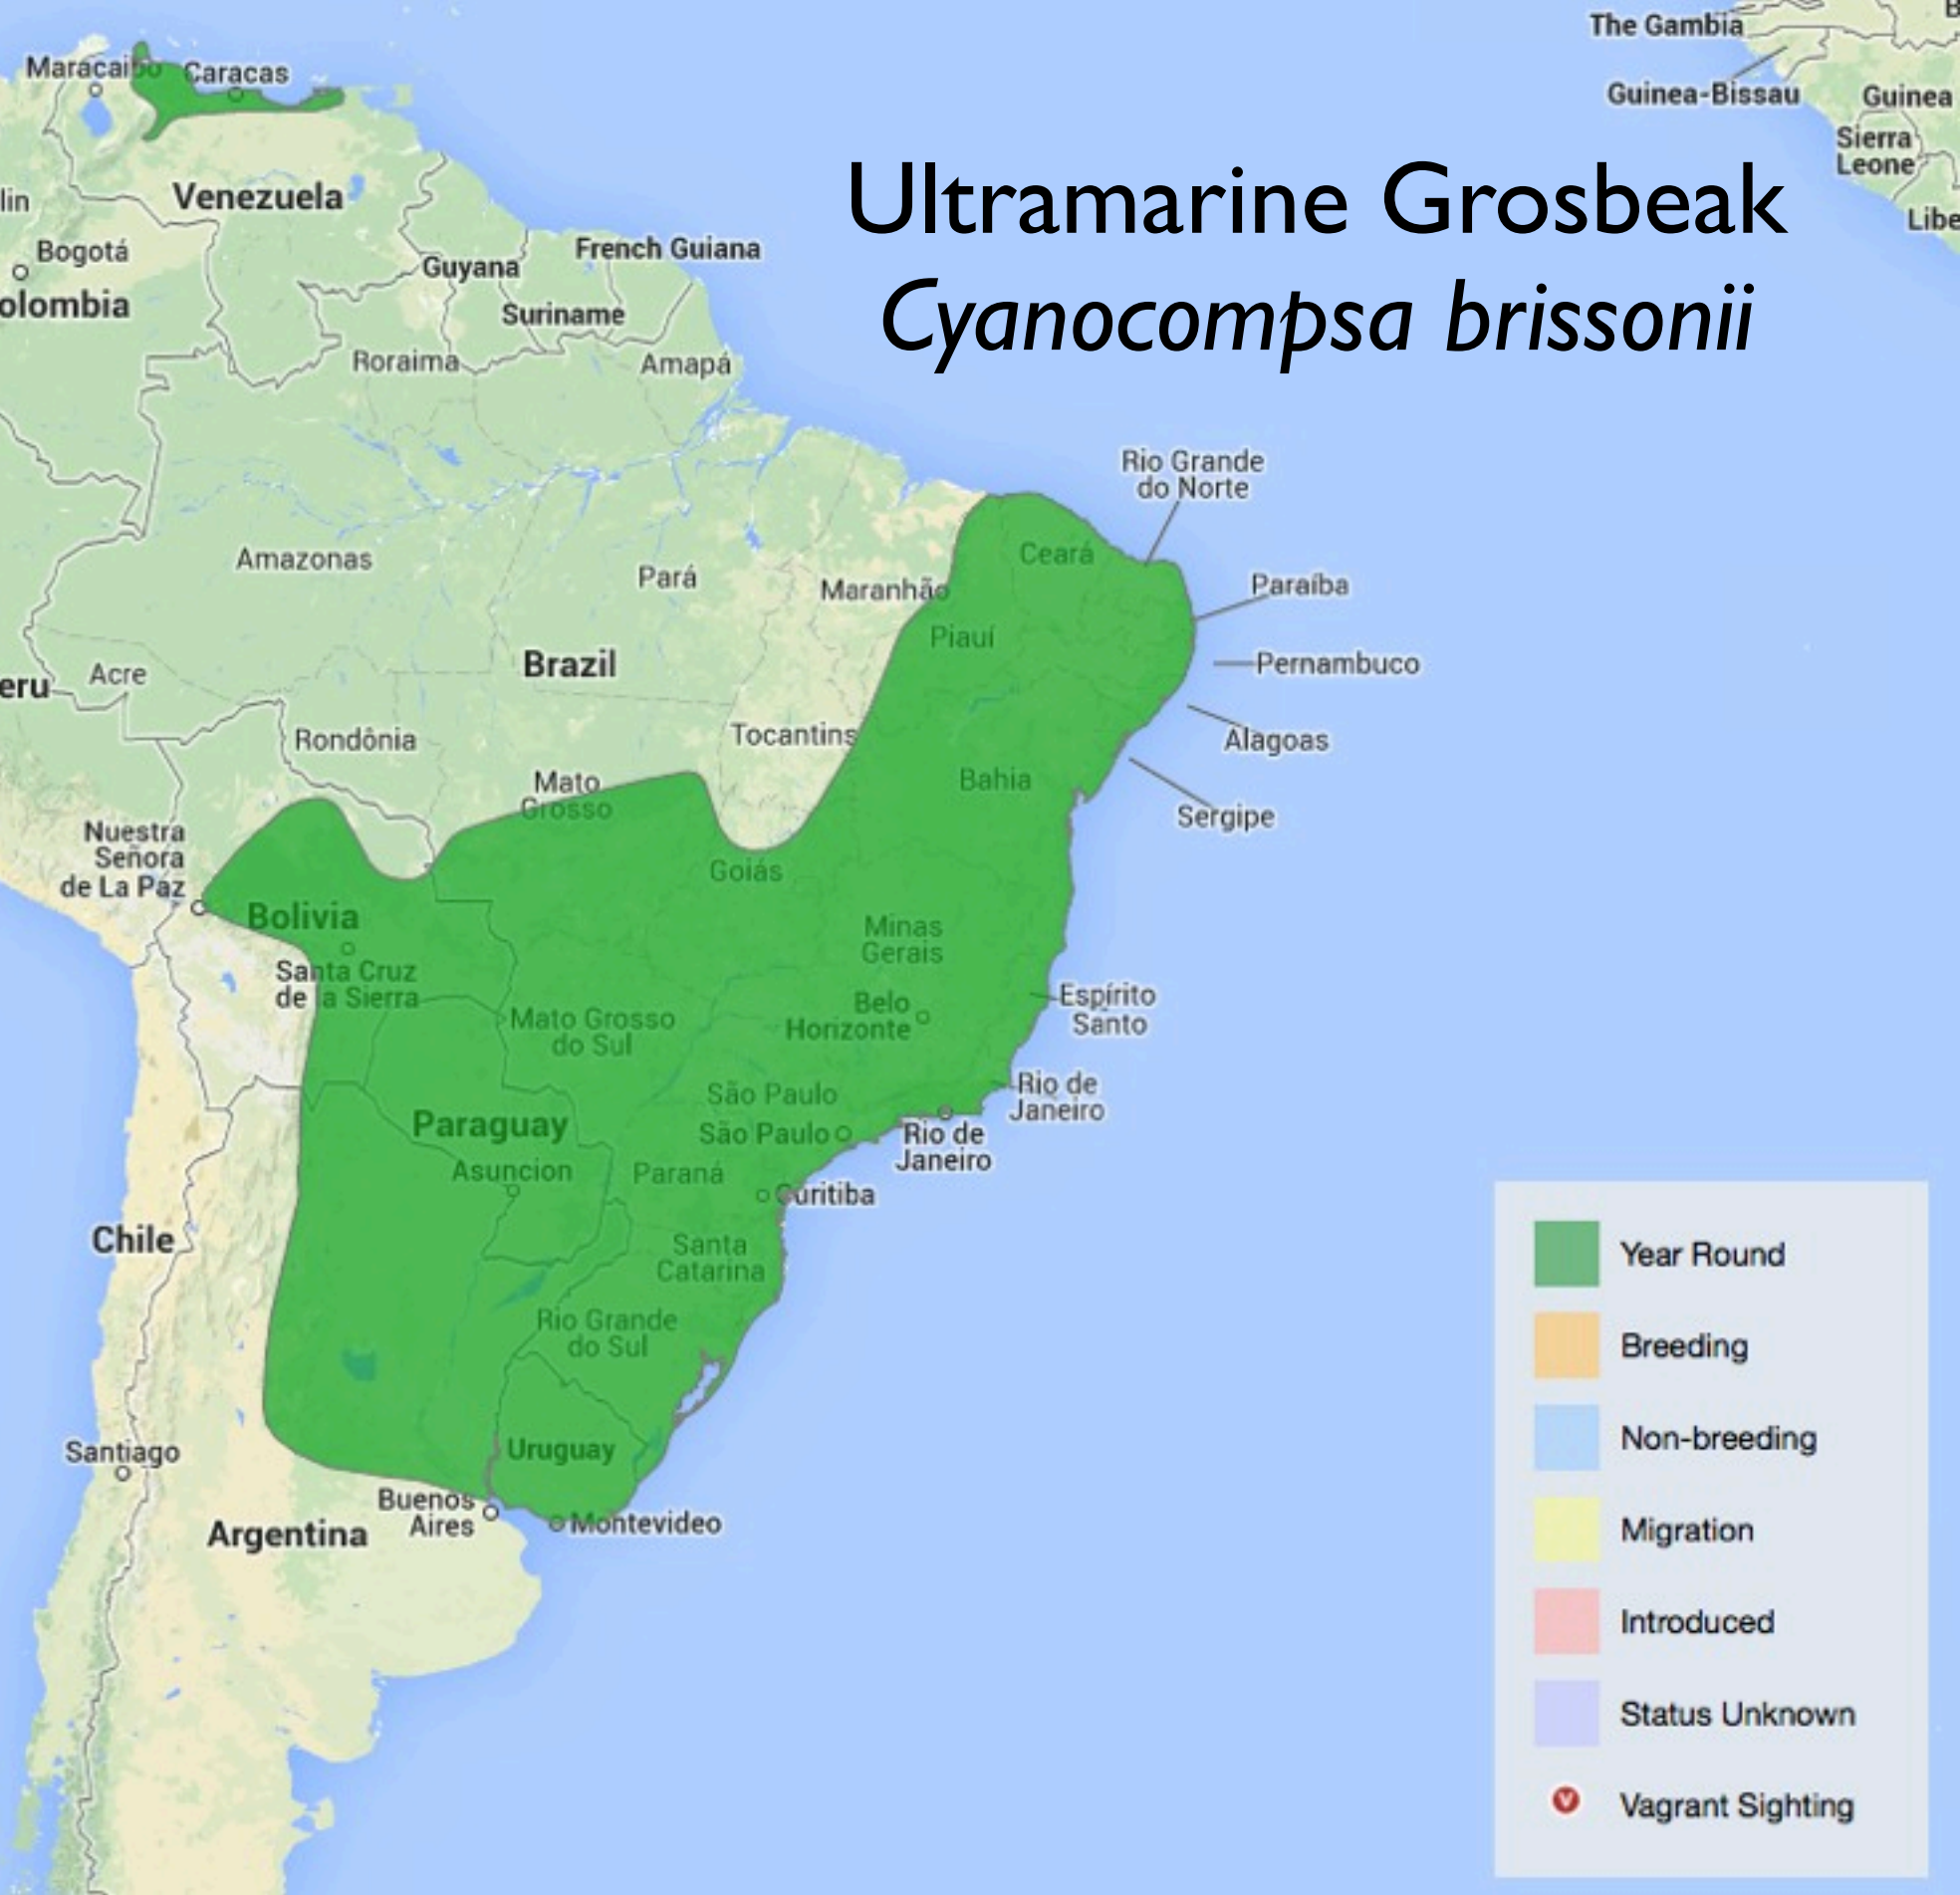 The Gambia
Guinea-Bissau
Guinea
Sierra
Leone
Libe
Maracaibo
Caracas
Venezuela
lin
Bogotá
olombia
Guyana
French Guiana
Suriname
Roraima
Amapá
Ultramarine Grosbeak
Cyanocompsa brissonii
Rio Grande
do Norte
Ceará
Amazonas
Pará
Maranhão
Paraíba
Piauí
Brazil
Pernambuco
eru
Acre
Rondônia
Tocantins
Alagoas
Mato
Grosso
Bahia
Sergipe
Nuestra
Señora
de La Paz
Goiás
Bolivia
Minas
Gerais
Santa Cruz
de la Sierra
Belo
Horizonte
Espírito
Santo
Mato Grosso
do Sul
São Paulo
Rio de
Janeiro
Paraguay
São Paulo
Rio de
Janeiro
Asuncion
Paraná
Curitiba
Chile
Santa
Catarina
Rio Grande
do Sul
Santiago
Uruguay
Buenos
Aires
Montevideo
Argentina
Year Round
Breeding
Non-breeding
Migration
Introduced
Status Unknown
V
Vagrant Sighting